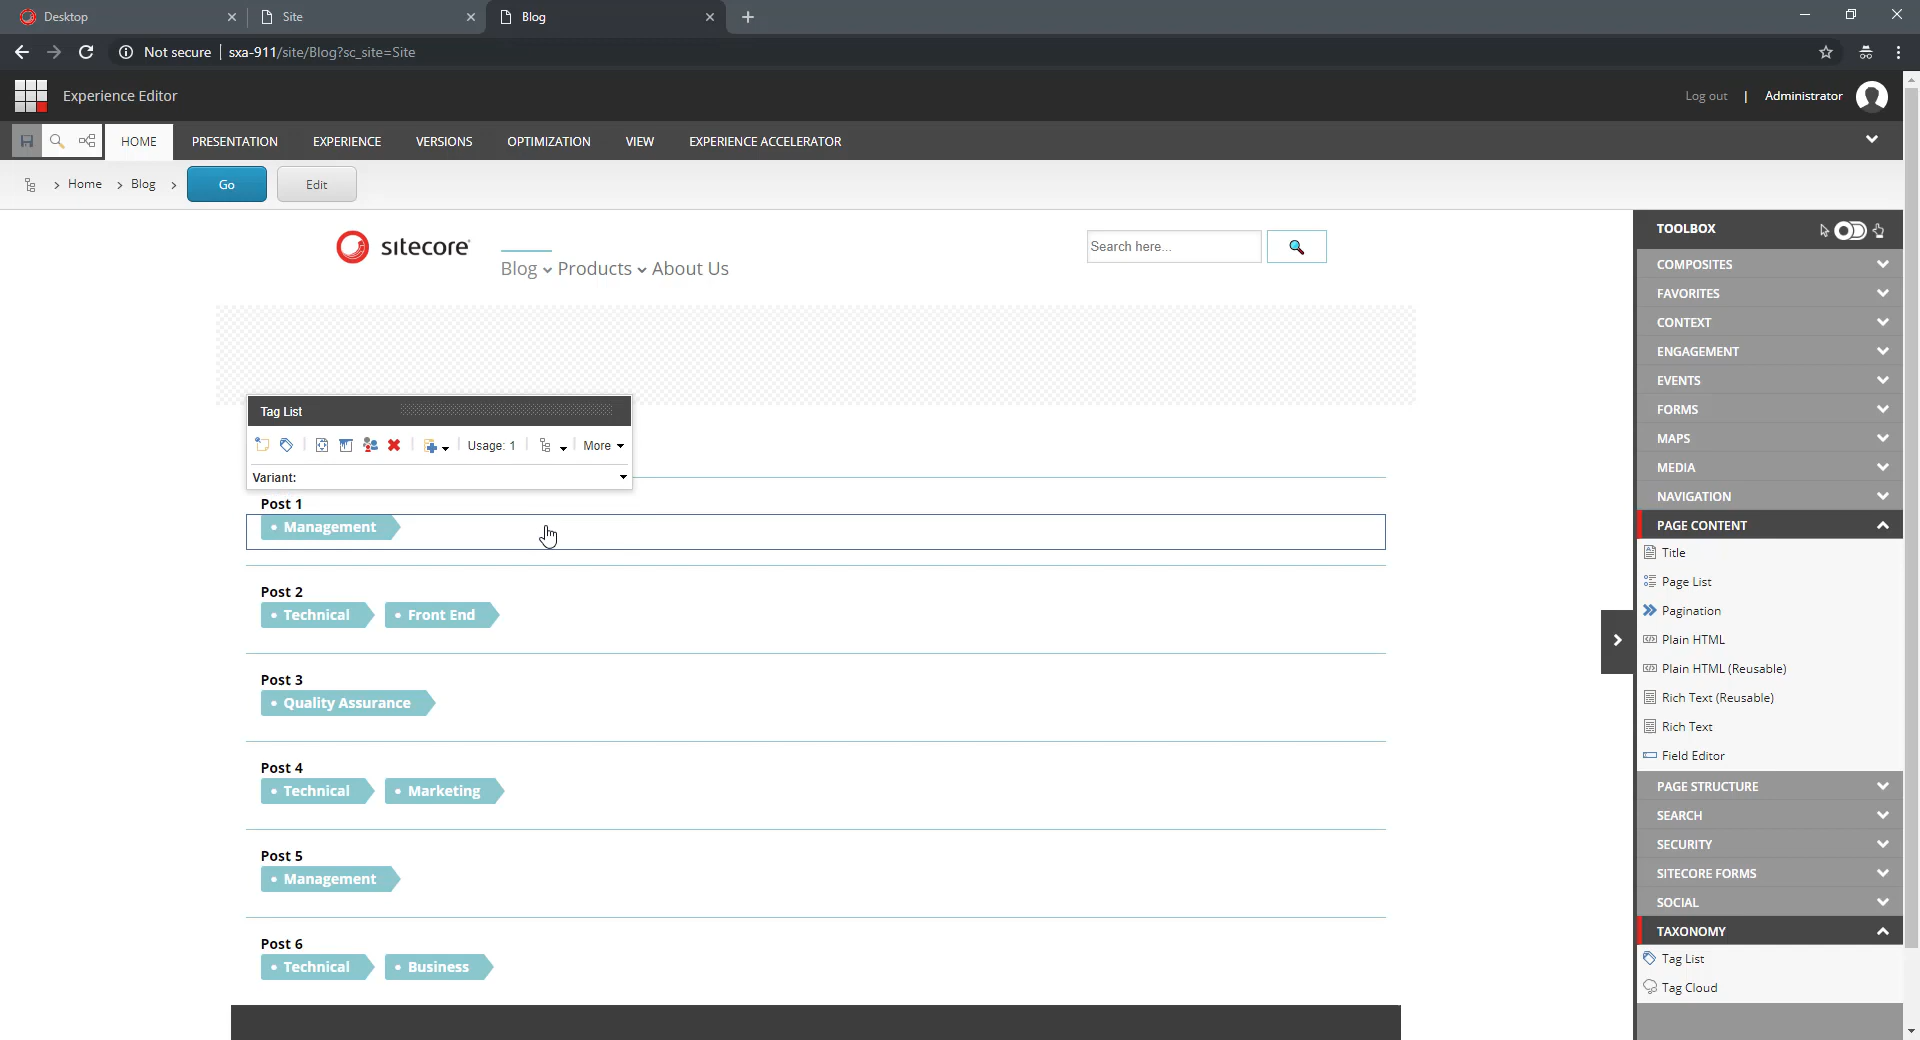 Desktop
Site
Blog
Not secure
sxa-911/site/Blog?sc_site=Site
Experience Editor
Log out | Administrator
HOME PRESENTATION EXPERIENCE VERSIONS OPTIMIZATION VIEW EXPERIENCE ACCELERATOR
Home Blog Go Edit
sitecore
Blog Products About Us
Search here...
Tag List
Usage: 1 More
Variant:
Post 1
• Management
Post 2
• Technical • Front End
Post 3
• Quality Assurance
Post 4
• Technical • Marketing
Post 5
• Management
Post 6
• Technical • Business
TOOLBOX
COMPOSITES
FAVORITES
CONTEXT
ENGAGEMENT
EVENTS
FORMS
MAPS
MEDIA
NAVIGATION
PAGE CONTENT
Title
Page List
Pagination
Plain HTML
Plain HTML (Reusable)
Rich Text (Reusable)
Rich Text
Field Editor
PAGE STRUCTURE
SEARCH
SECURITY
SITECORE FORMS
SOCIAL
TAXONOMY
Tag List
Tag Cloud